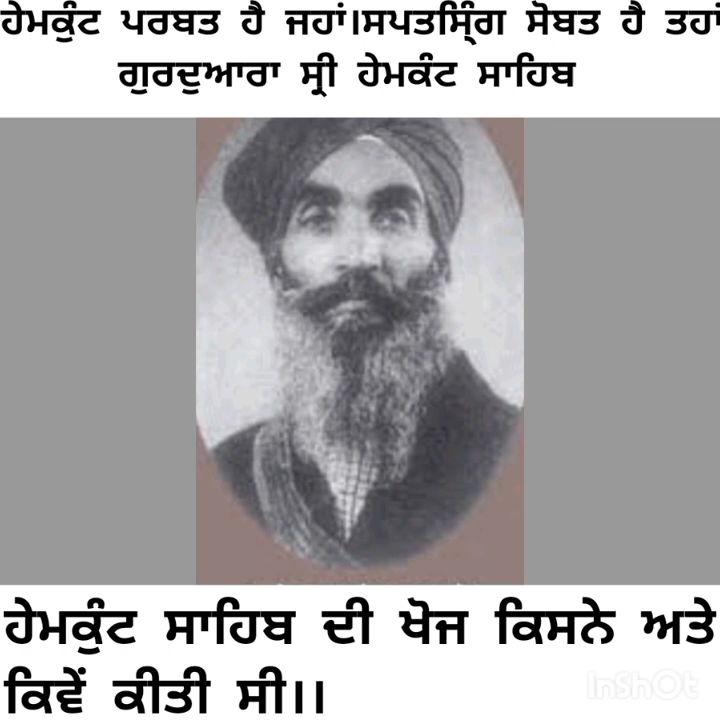 ਹੇਮਕੁੰਟ ਪਰਬਤ ਹੈ ਜਹਾਂ।ਸਪਤਸ੍ਰਿੰਗ ਸੋਬਤ ਹੈ ਤਹਾਂ
ਗੁਰਦੁਆਰਾ ਸ੍ਰੀ ਹੇਮਕੰਟ ਸਾਹਿਬ
ਹੇਮਕੁੰਟ ਸਾਹਿਬ ਦੀ ਖੋਜ ਕਿਸਨੇ ਅਤੇ
ਕਿਵੇਂ ਕੀਤੀ ਸੀ।।
InShOt